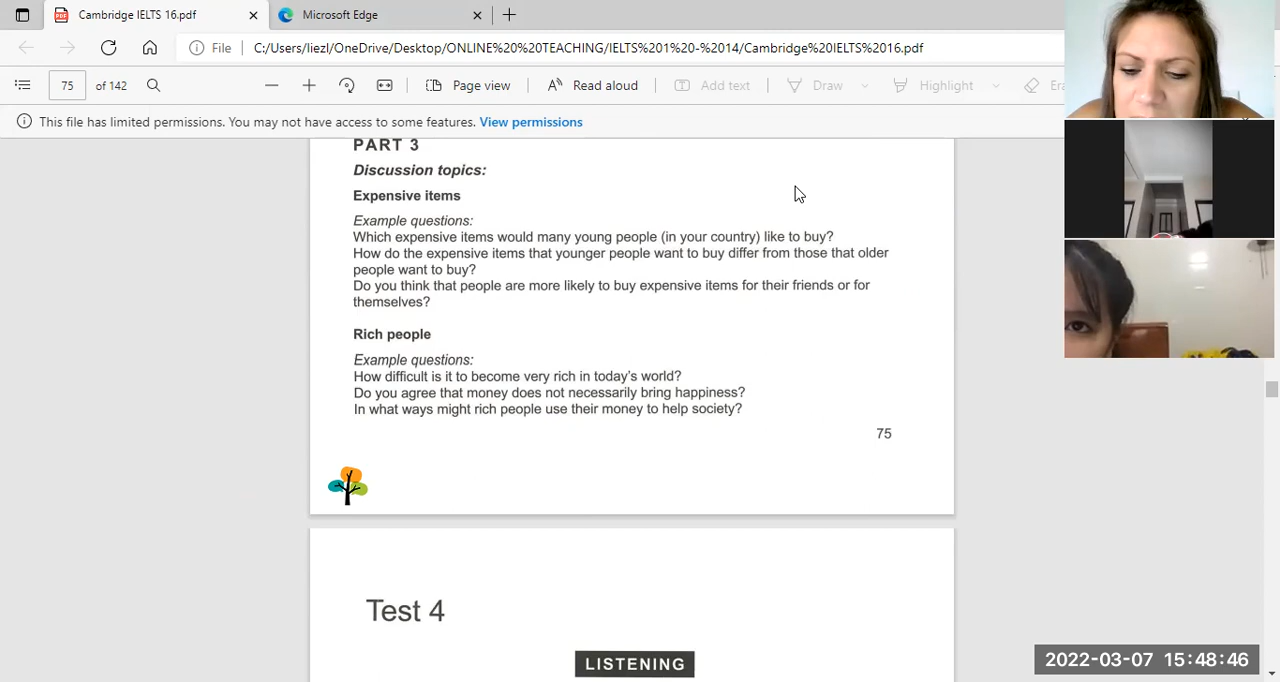 Cambridge IELTS 16.pdf
Microsoft Edge
File
C:/Users/liezl/OneDrive/Desktop/ONLINE%20%20TEACHING/IELTS%201%20-%2014/Cambridge%20IELTS%2016.pdf
75 of 142
Page view
Read aloud
Add text
Draw
Highlight
This file has limited permissions. You may not have access to some features. View permissions
PART 3
Discussion topics:
Expensive items
Example questions:
Which expensive items would many young people (in your country) like to buy?
How do the expensive items that younger people want to buy differ from those that older
people want to buy?
Do you think that people are more likely to buy expensive items for their friends or for
themselves?
Rich people
Example questions:
How difficult is it to become very rich in today's world?
Do you agree that money does not necessarily bring happiness?
In what ways might rich people use their money to help society?
75
Test 4
LISTENING
2022-03-07 15:48:46